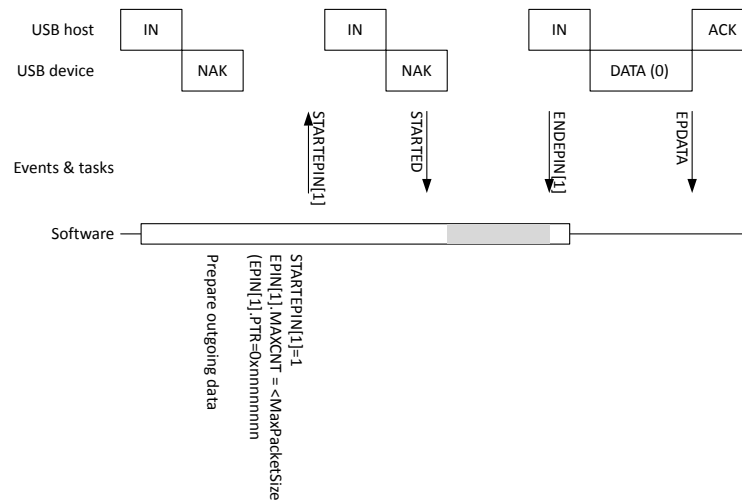 USB host
IN
IN
IN
ACK
USB device
NAK
NAK
DATA (0)
Events & tasks
STARTEPIN[1]
STARTED
ENDEPIN[1]
EPDATA
Software
Prepare outgoing data
(EPIN[1].PTR=0xnnnnnnnn
EPIN[1].MAXCNT = <MaxPacketSize
STARTEPIN[1]=1